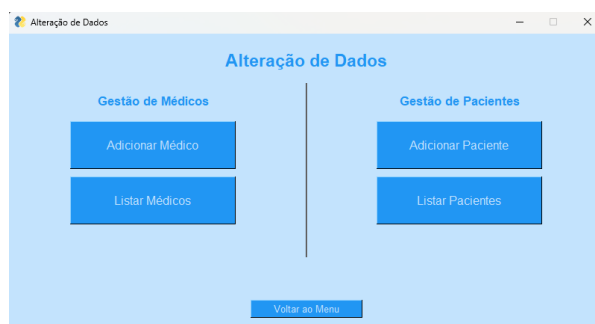 Alteração de Dados
Alteração de Dados
Gestão de Médicos
Adicionar Médico
Listar Médicos
Gestão de Pacientes
Adicionar Paciente
Listar Pacientes
Voltar ao Menu